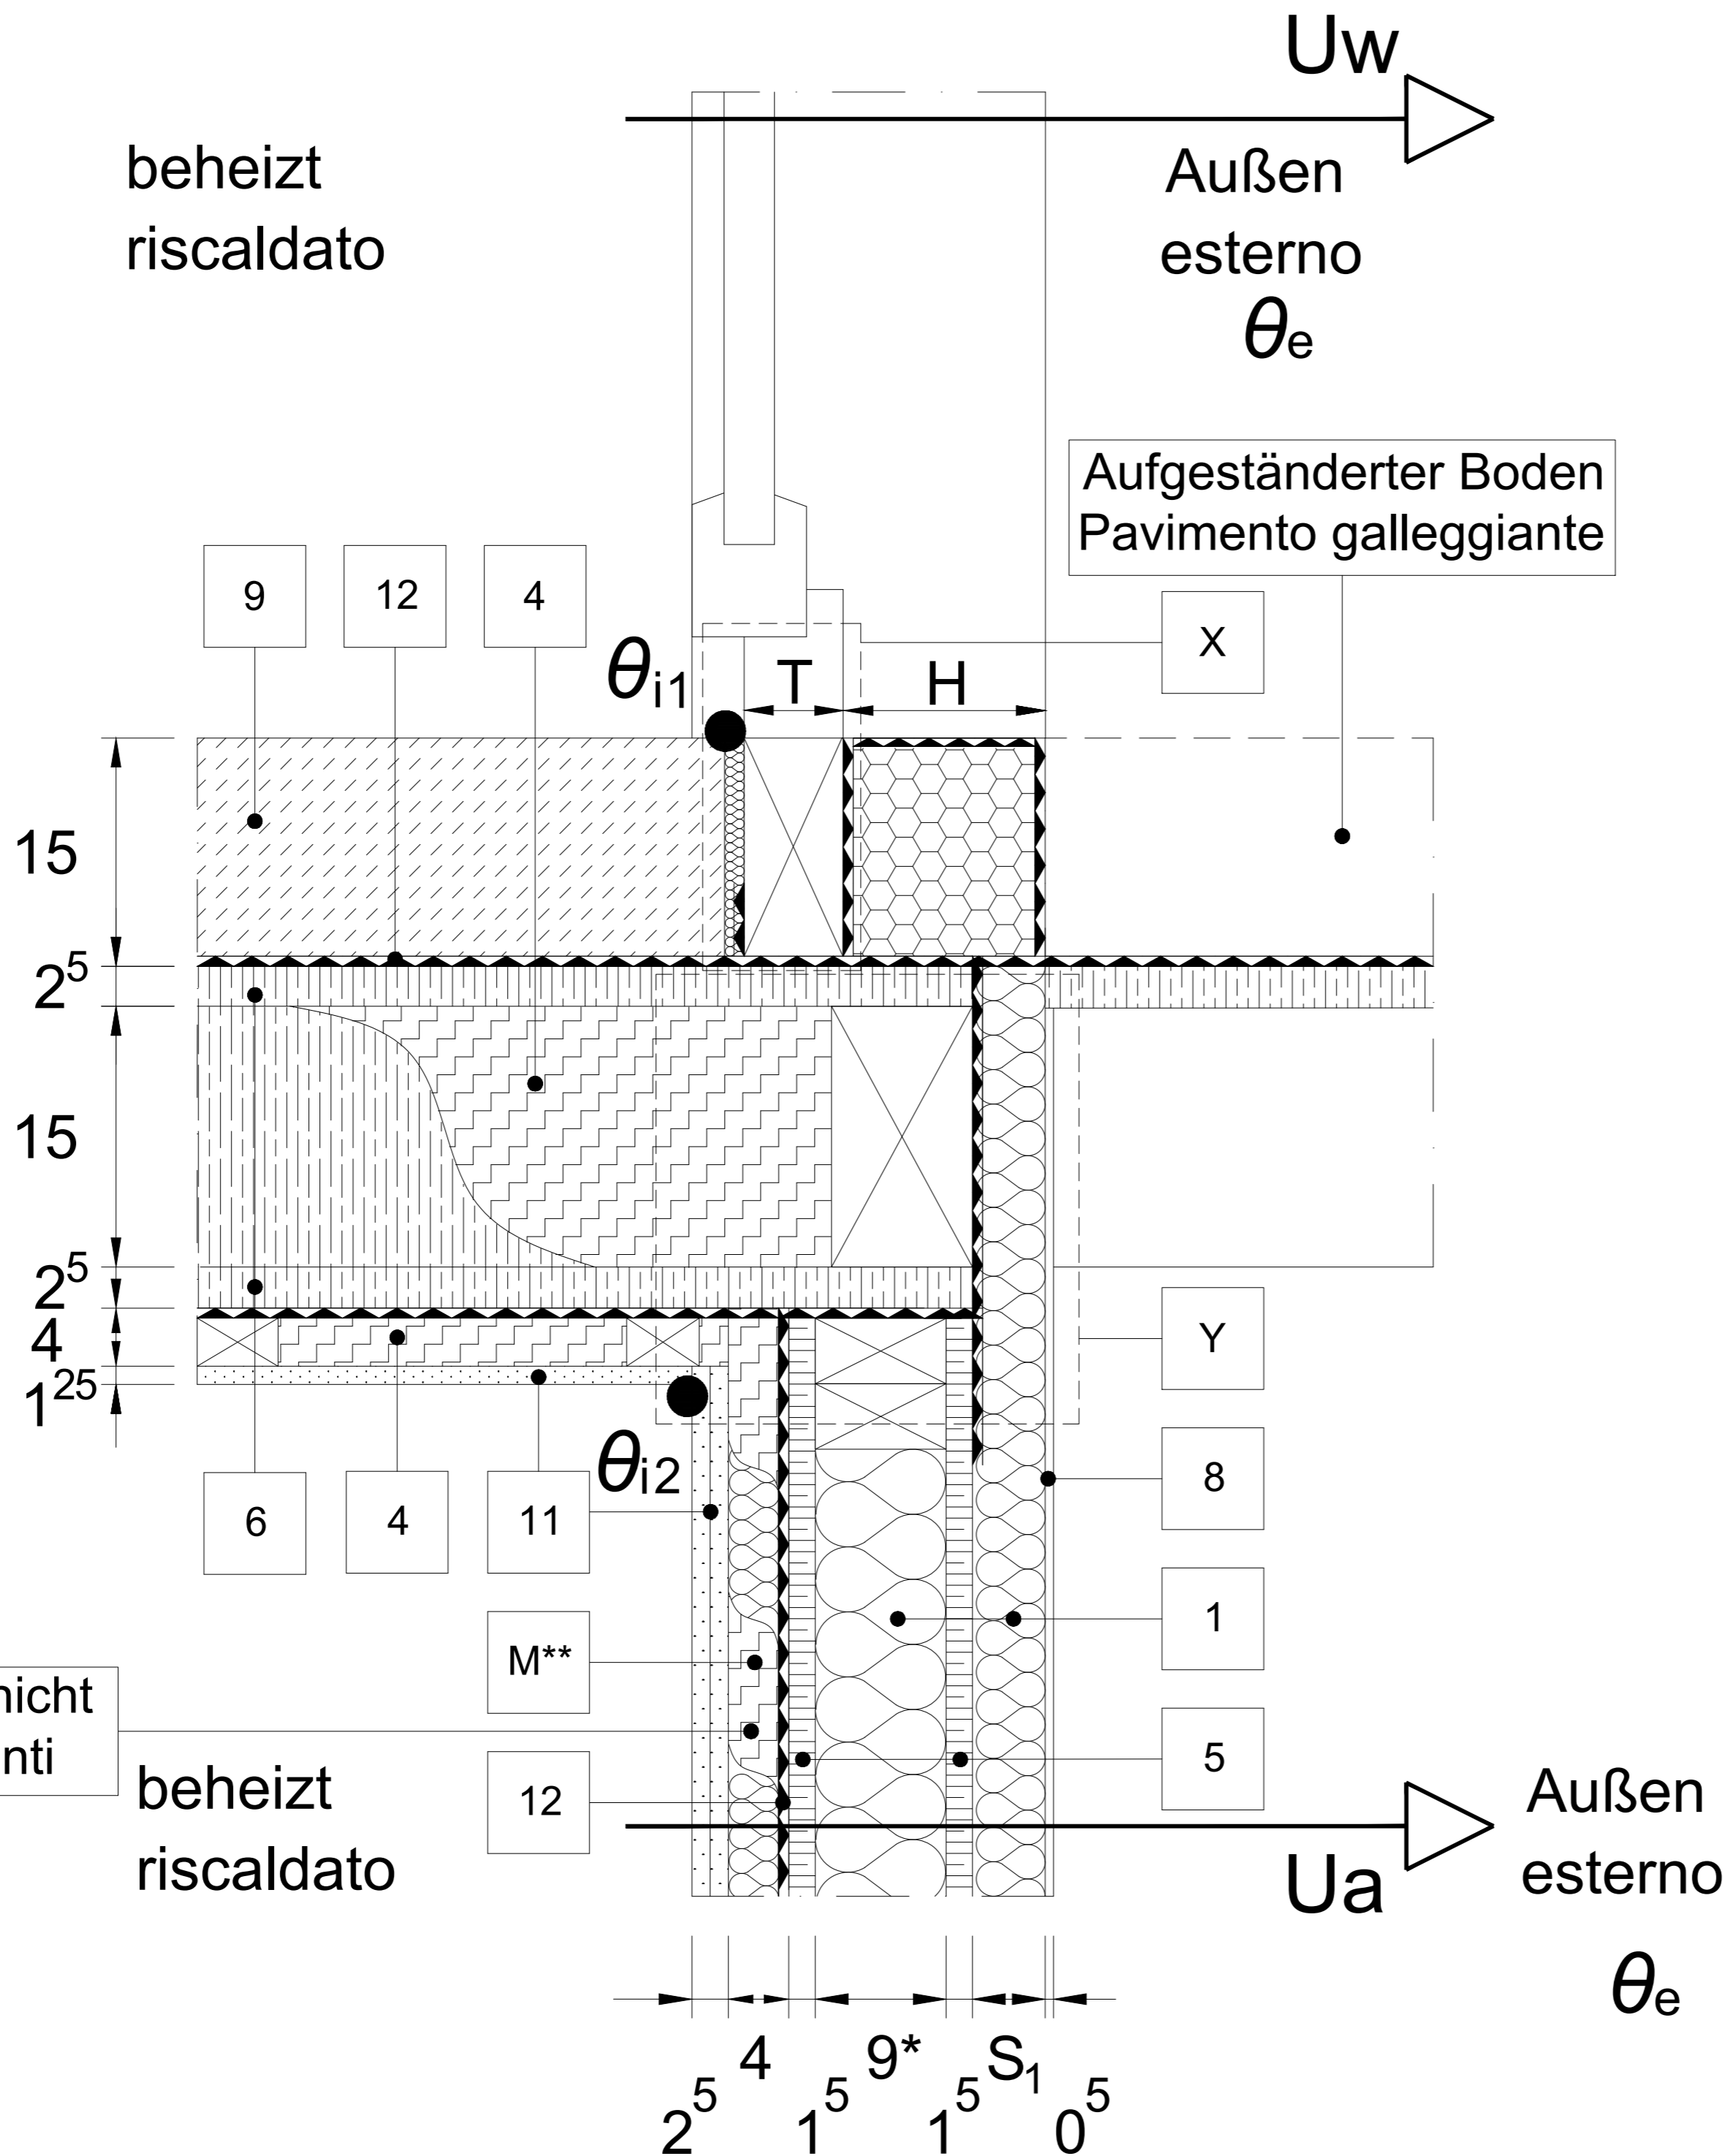 Uw
beheizt
riscaldato
Außen
esterno
θe
Aufgeständerter Boden
Pavimento galleggiante
9
12
4
X
θi1
T
H
15
2⁵
15
2⁵
4
1²⁵
Y
θi2
6
4
11
8
M**
1
nicht
nti
12
5
beheizt
riscaldato
Außen
esterno
Ua
θe
2⁵
4
1⁵
9*
1⁵
S₁
0⁵